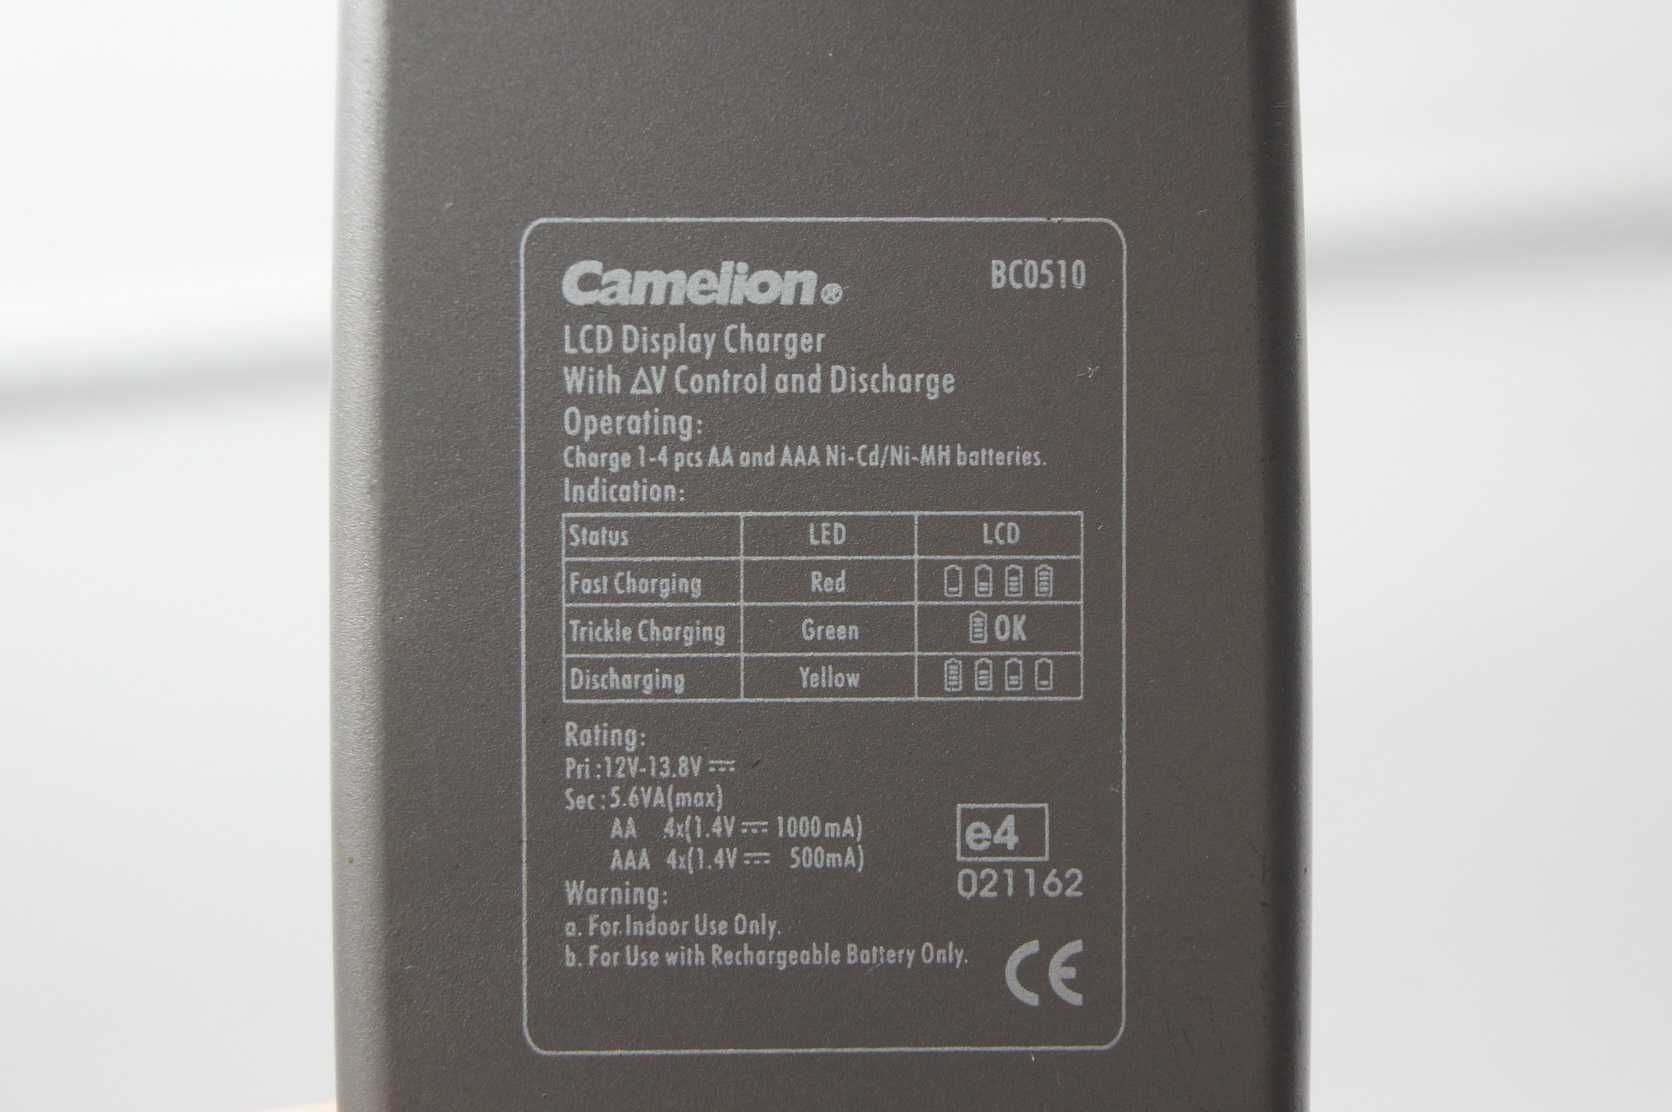 Camelion® BC0510
LCD Display Charger
With ΔV Control and Discharge
Operating:
Charge 1-4 pcs AA and AAA Ni-Cd/Ni-MH batteries.
Indication:
Status LED LCD
Fast Charging Red
Trickle Charging Green OK
Discharging Yellow
Rating:
Pri :12V-13.8V ⎓
Sec :5.6VA(max)
AA 4x(1.4V ⎓ 1000mA)
AAA 4x(1.4V ⎓ 500mA)
e4
021162
Warning:
a. For Indoor Use Only.
b. For Use with Rechargeable Battery Only.
CE